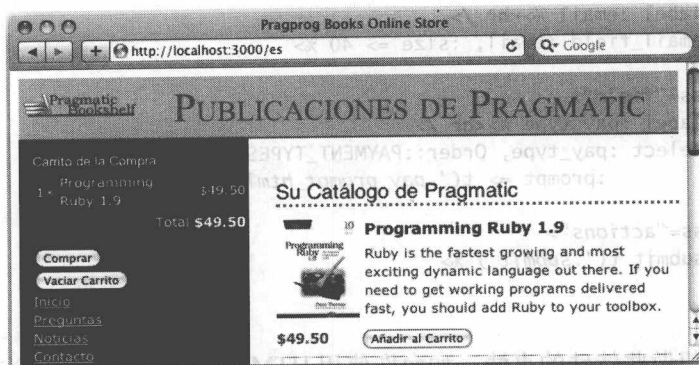 Pragprog Books Online Store
http://localhost:3000/es
Google
Pragmatic
Bookshelf
PUBLICACIONES DE PRAGMATIC
Carrito de la Compra
1× Programming $49.50
Ruby 1.9
Total $49.50
Comprar
Vaciar Carrito
Inicio
Preguntas
Noticias
Contacto
Su Catálogo de Pragmatic
Programming
Ruby
Programming Ruby 1.9
Ruby is the fastest growing and most
exciting dynamic language out there. If you
need to get working programs delivered
fast, you should add Ruby to your toolbox.
$49.50
Añadir al Carrito